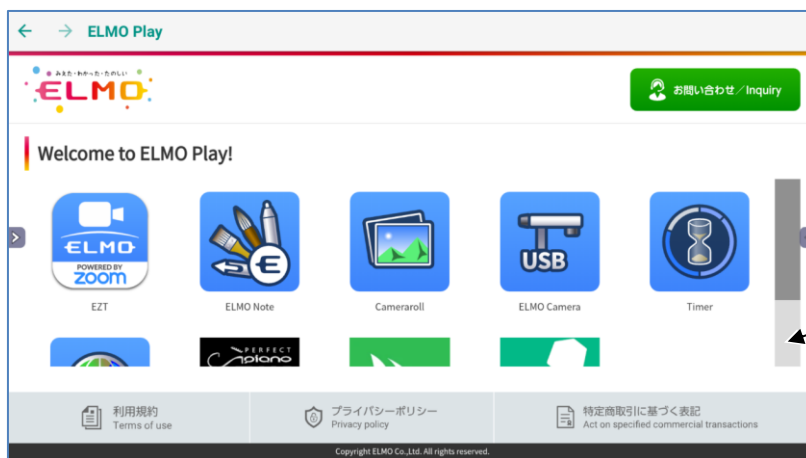 ELMO Play
みえた・わかった・たのしい
ELMO
お問い合わせ／Inquiry
Welcome to ELMO Play!
ELMO
POWERED BY
zoom
E
USB
EZT
ELMO Note
Cameraroll
ELMO Camera
Timer
PERFECT
piano
利用規約
Terms of use
プライバシーポリシー
Privacy policy
特定商取引に基づく表記
Act on specified commercial transactions
Copyright ELMO Co.,Ltd. All rights reserved.